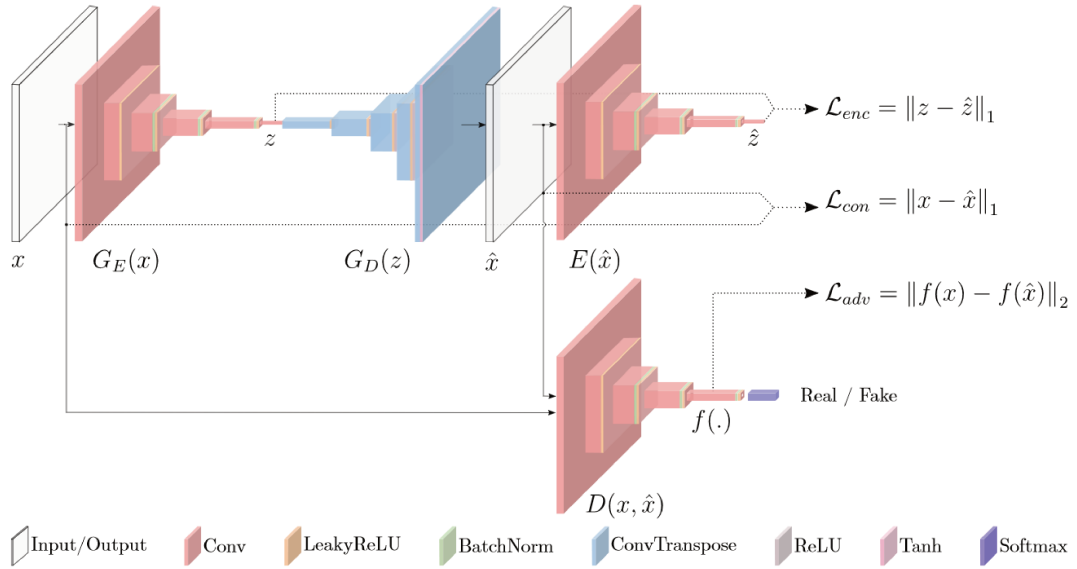 z
ẑ
ℒ_enc = ‖z − ẑ‖₁
ℒ_con = ‖x − x̂‖₁
x
G_E(x)
G_D(z)
x̂
E(x̂)
ℒ_adv = ‖f(x) − f(x̂)‖₂
Real / Fake
f(.)
D(x, x̂)
Input/Output Conv LeakyReLU BatchNorm ConvTranspose ReLU Tanh Softmax